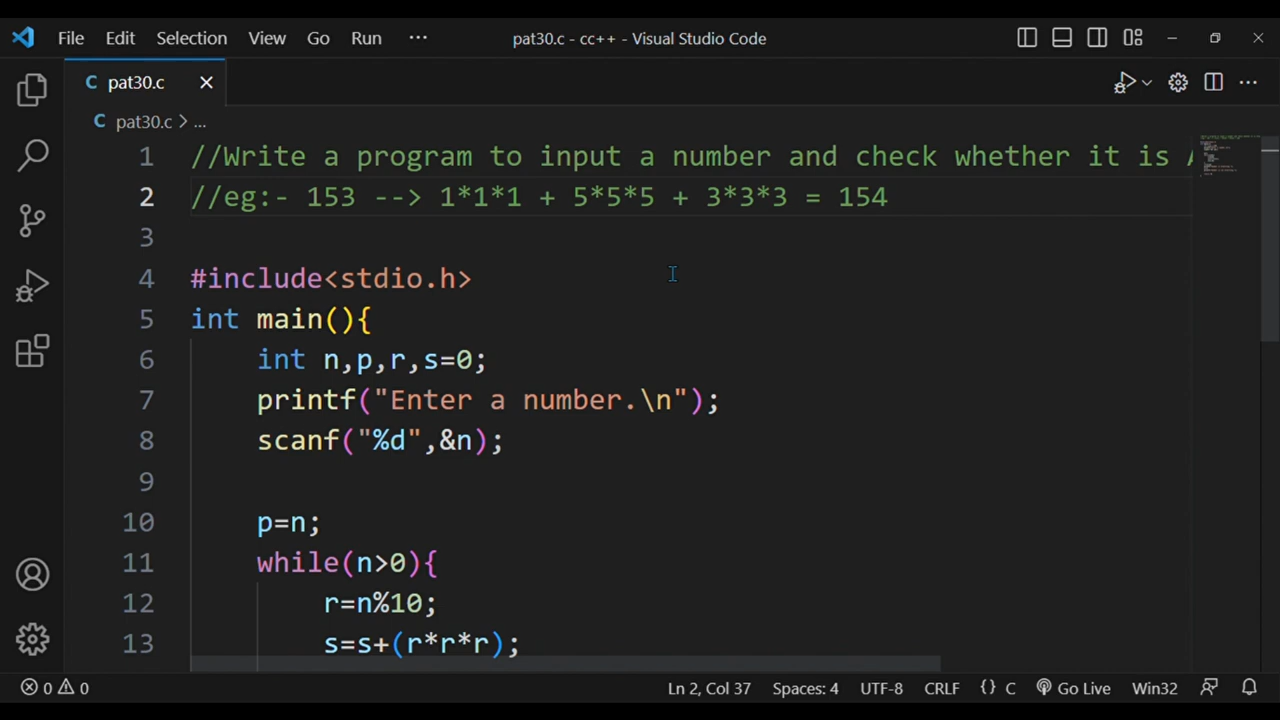 File Edit Selection View Go Run ··· pat30.c - cc++ - Visual Studio Code
C pat30.c
C pat30.c > ...
1 //Write a program to input a number and check whether it is
2 //eg:- 153 --> 1*1*1 + 5*5*5 + 3*3*3 = 154
3
4 #include<stdio.h>
5 int main(){
6 int n,p,r,s=0;
7 printf("Enter a number.\n");
8 scanf("%d",&n);
9
10 p=n;
11 while(n>0){
12 r=n%10;
13 s=s+(r*r*r);
0 0 Ln 2, Col 37 Spaces: 4 UTF-8 CRLF {} C Go Live Win32